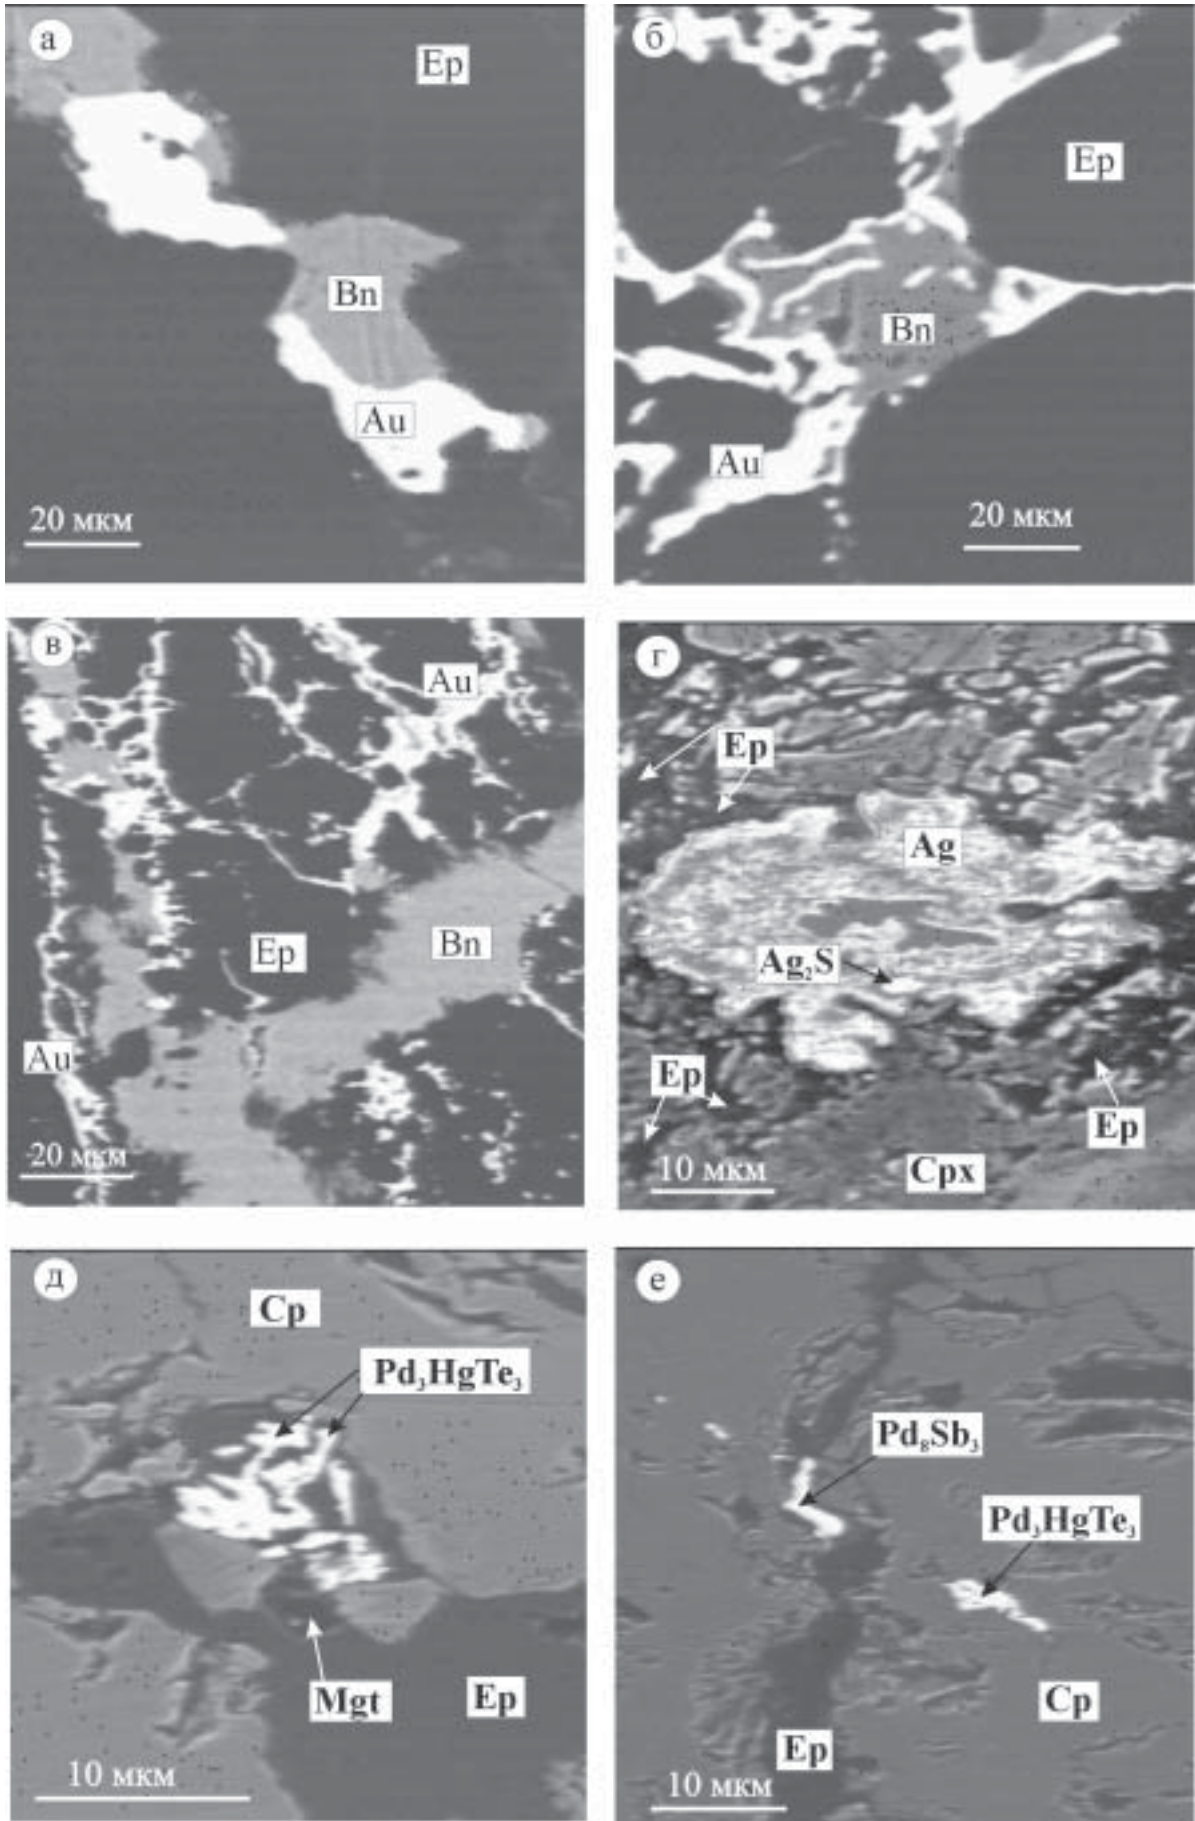 а
Ep
Bn
Au
20 мкм
б
Ep
Bn
Au
20 мкм
в
Au
Ep
Bn
Au
20 мкм
г
Ep
Ag
Ag₂S
Ep
Ep
Cpx
10 мкм
д
Cp
Pd₃HgTe₃
Mgt
Ep
10 мкм
е
Pd₈Sb₃
Pd₃HgTe₃
Cp
Ep
10 мкм